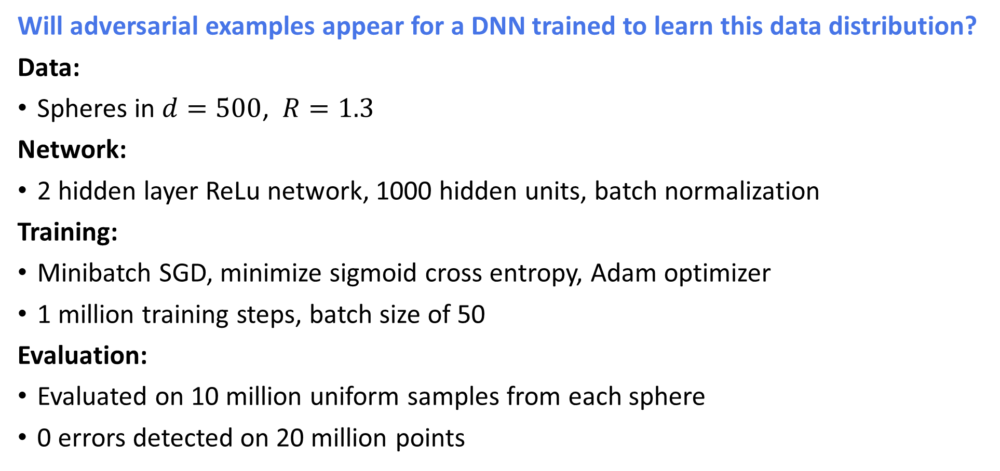 Will adversarial examples appear for a DNN trained to learn this data distribution?
Data:
• Spheres in d = 500, R = 1.3
Network:
• 2 hidden layer ReLu network, 1000 hidden units, batch normalization
Training:
• Minibatch SGD, minimize sigmoid cross entropy, Adam optimizer
• 1 million training steps, batch size of 50
Evaluation:
• Evaluated on 10 million uniform samples from each sphere
• 0 errors detected on 20 million points